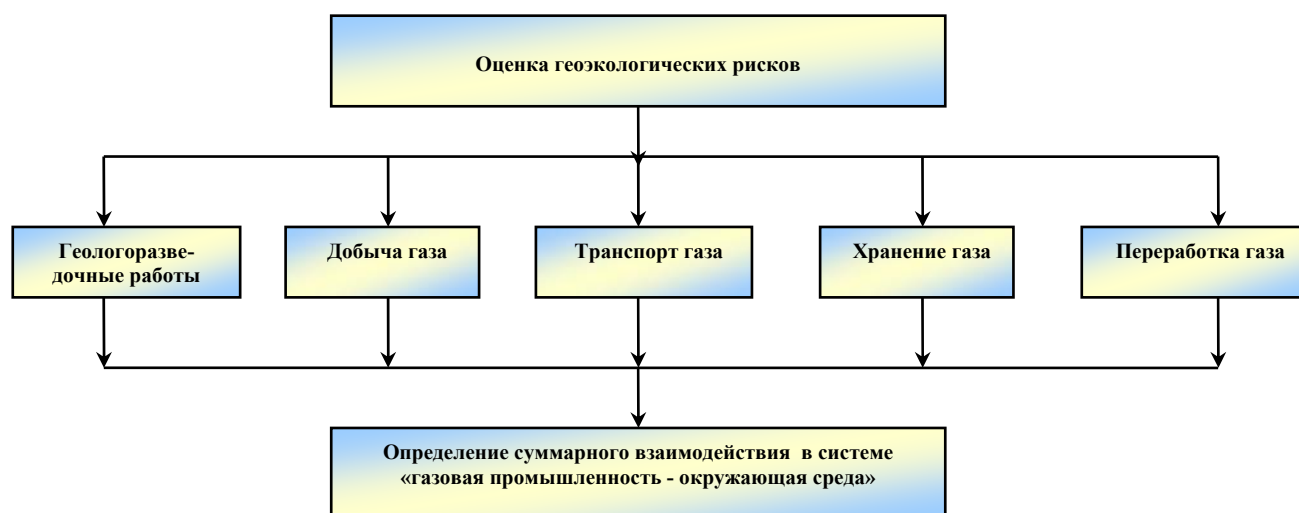 Оценка геоэкологических рисков
Геологоразве-
дочные работы
Добыча газа
Транспорт газа
Хранение газа
Переработка газа
Определение суммарного взаимодействия в системе
«газовая промышленность - окружающая среда»